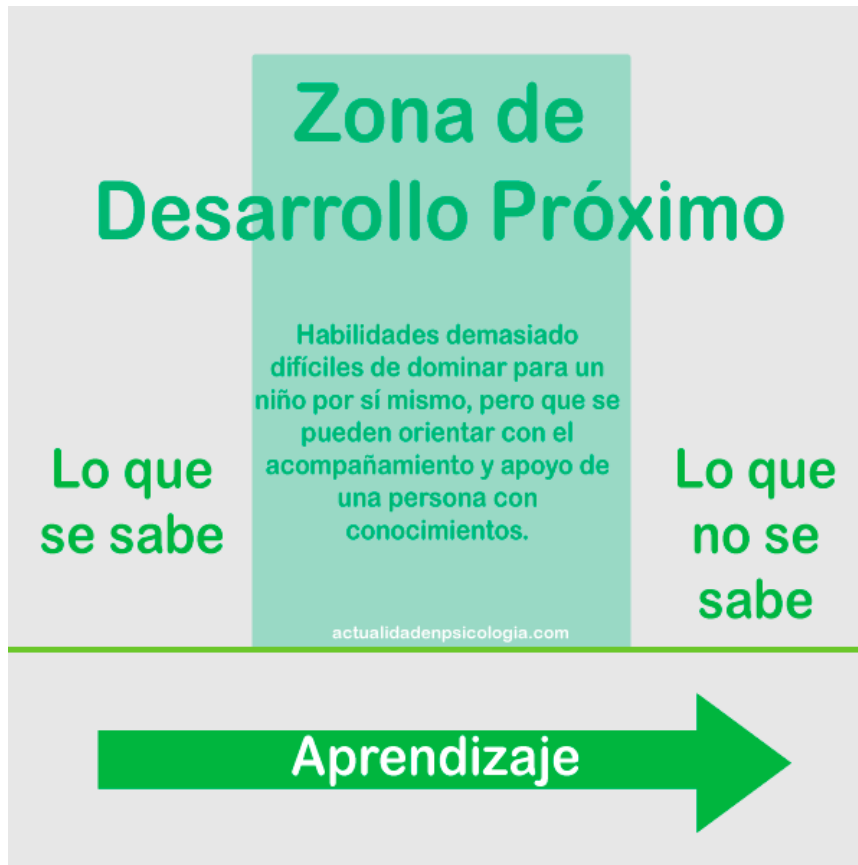 Zona de
Desarrollo Próximo
Habilidades demasiado
difíciles de dominar para un
niño por sí mismo, pero que se
pueden orientar con el
acompañamiento y apoyo de
una persona con
conocimientos.
Lo que
se sabe
Lo que
no se
sabe
actualidadenpsicologia.com
Aprendizaje